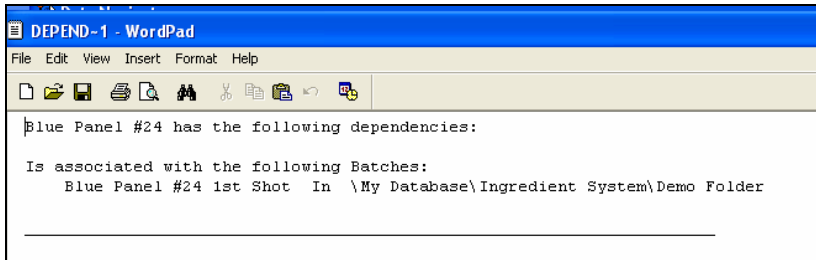 DEPEND~1 - WordPad
File Edit View Insert Format Help
Blue Panel #24 has the following dependencies:
Is associated with the following Batches:
Blue Panel #24 1st Shot In \My Database\Ingredient System\Demo Folder